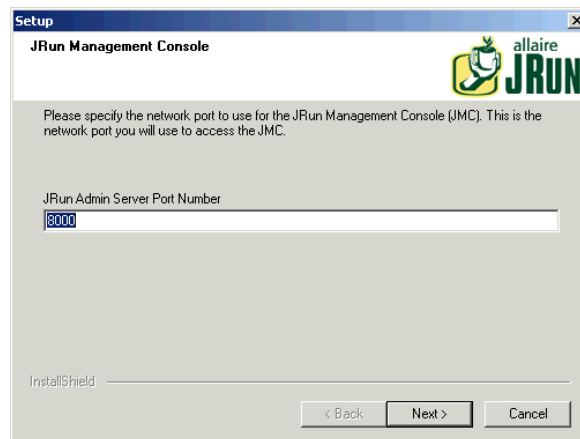 Setup
JRun Management Console
allaire
JRUN
Please specify the network port to use for the JRun Management Console (JMC). This is the
network port you will use to access the JMC.
JRun Admin Server Port Number
8000
InstallShield
< Back
Next >
Cancel